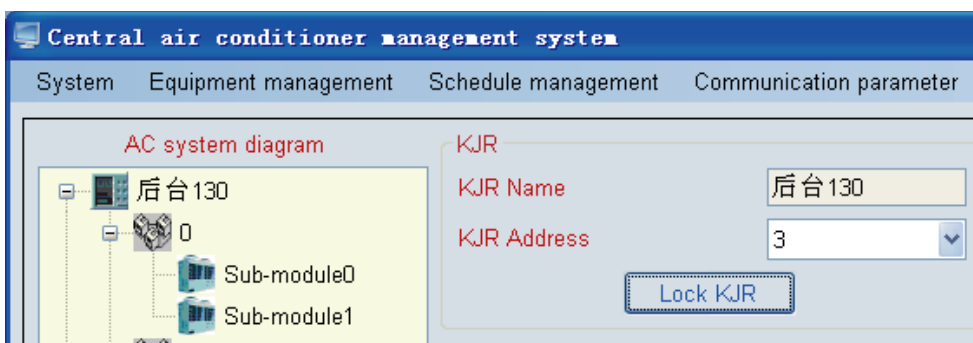 Central air conditioner management system
System Equipment management Schedule management Communication parameter
AC system diagram
后台130
0
Sub-module0
Sub-module1
KJR
KJR Name 后台130
KJR Address 3
Lock KJR